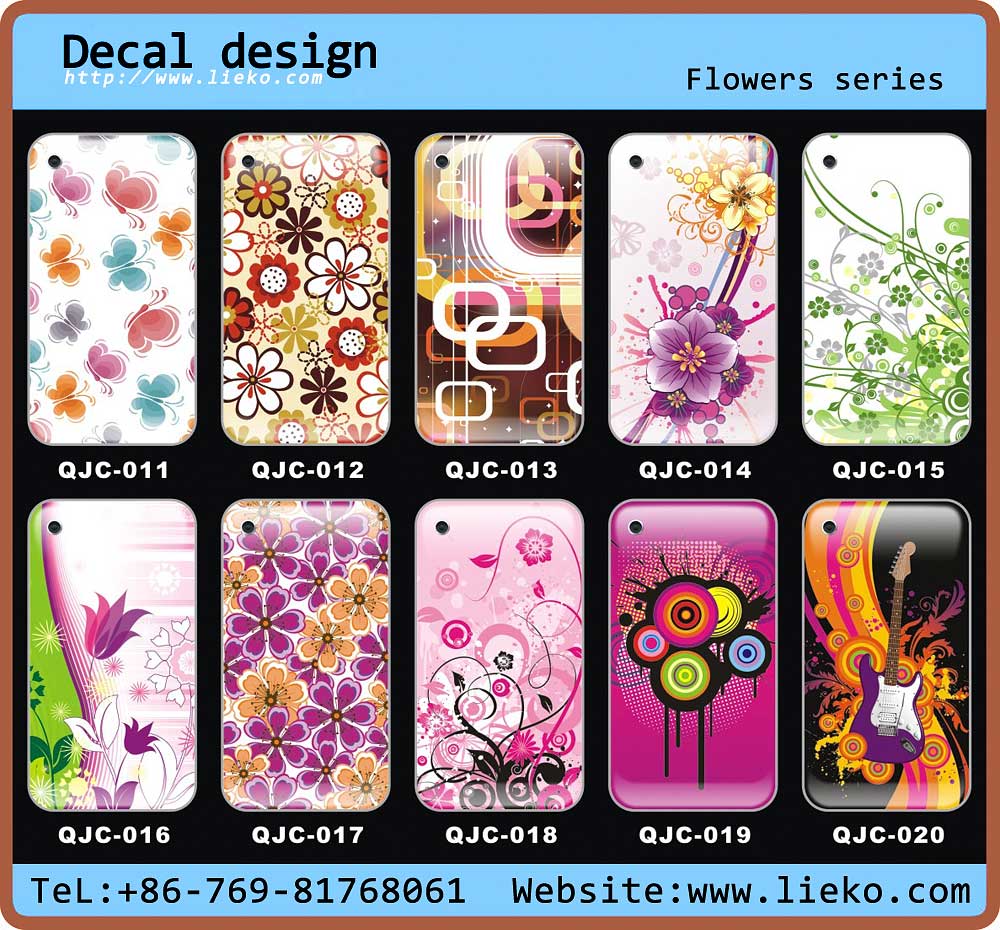 Decal design
http://www.lieko.com
Flowers series
QJC-011 QJC-012 QJC-013 QJC-014 QJC-015
QJC-016 QJC-017 QJC-018 QJC-019 QJC-020
TeL:+86-769-81768061 Website:www.lieko.com